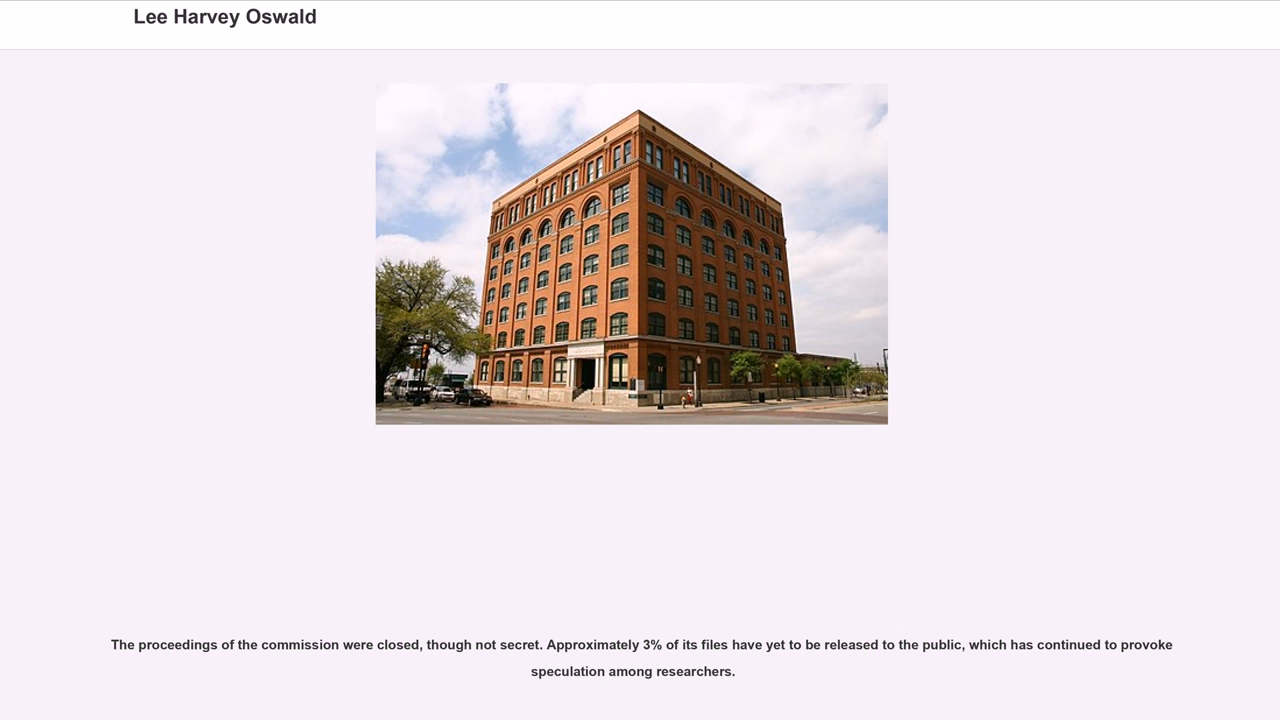 Lee Harvey Oswald
The proceedings of the commission were closed, though not secret. Approximately 3% of its files have yet to be released to the public, which has continued to provoke
speculation among researchers.